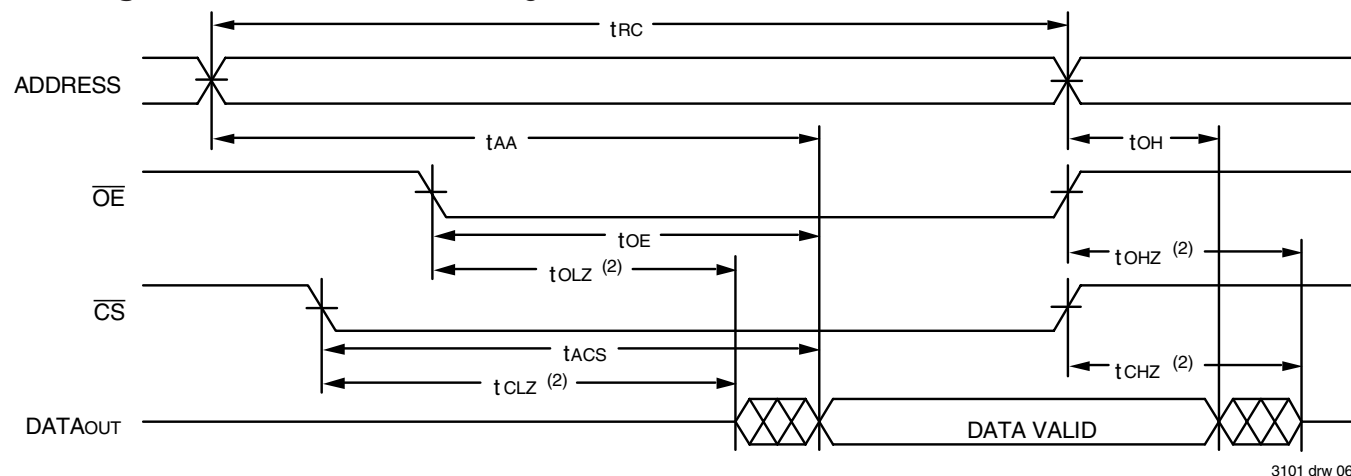 tRC
ADDRESS
tAA
tOH
OE
tOE
tOLZ (2)
tOHZ (2)
CS
tACS
tCLZ (2)
tCHZ (2)
DATAOUT
DATA VALID
3101 drw 06